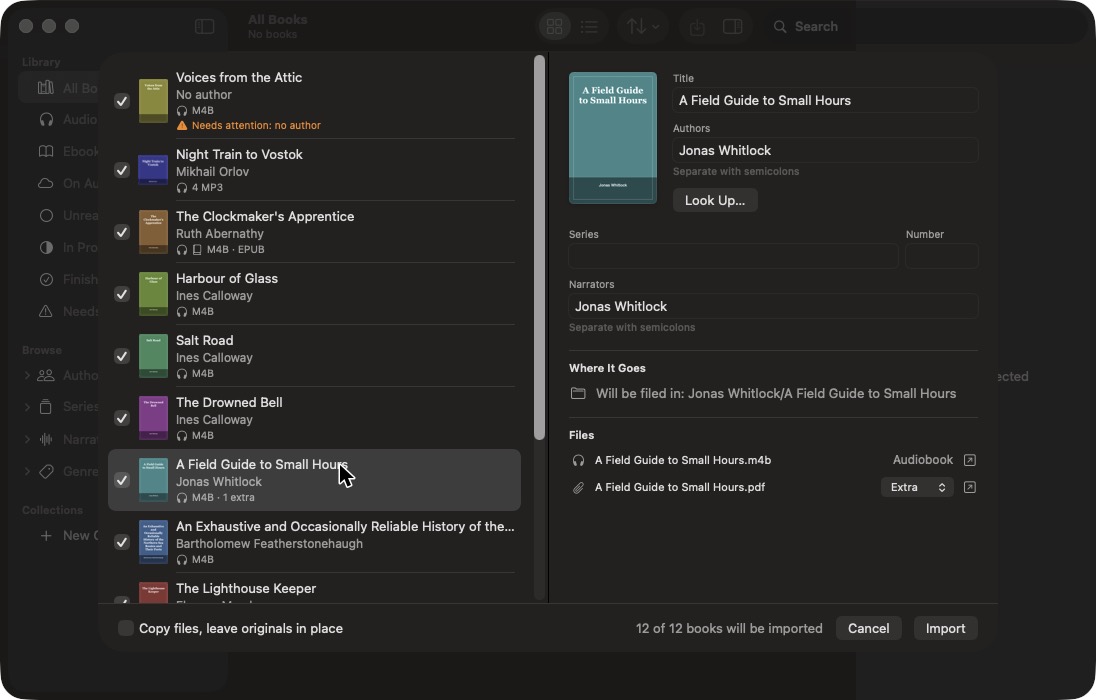 All Books
No books
Search
Library
All Bo
Audio
Ebook
On Au
Unrea
In Pro
Finish
Needs
Browse
Autho
Series
Narrat
Genre
Collections
New C
Voices from the Attic
No author
M4B
Needs attention: no author
Night Train to Vostok
Mikhail Orlov
4 MP3
The Clockmaker's Apprentice
Ruth Abernathy
M4B · EPUB
Harbour of Glass
Ines Calloway
M4B
Salt Road
Ines Calloway
M4B
The Drowned Bell
Ines Calloway
M4B
A Field Guide to Small Hours
Jonas Whitlock
M4B · 1 extra
An Exhaustive and Occasionally Reliable History of the...
Bartholomew Featherstonehaugh
M4B
The Lighthouse Keeper
A Field Guide
to Small Hours
Jonas Whitlock
Title
A Field Guide to Small Hours
Authors
Jonas Whitlock
Separate with semicolons
Look Up...
Series
Number
Narrators
Jonas Whitlock
Separate with semicolons
Where It Goes
Will be filed in: Jonas Whitlock/A Field Guide to Small Hours
Files
A Field Guide to Small Hours.m4b
Audiobook
A Field Guide to Small Hours.pdf
Extra
ected
Copy files, leave originals in place
12 of 12 books will be imported
Cancel
Import